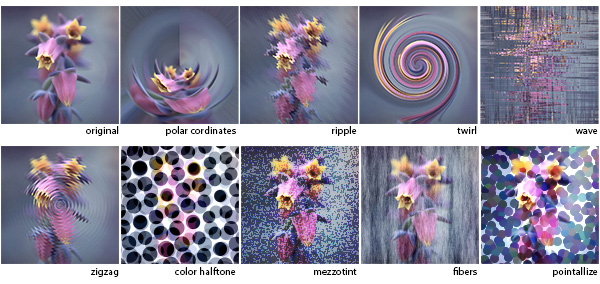 original
polar cordinates
ripple
twirl
wave
zigzag
color halftone
mezzotint
fibers
pointallize